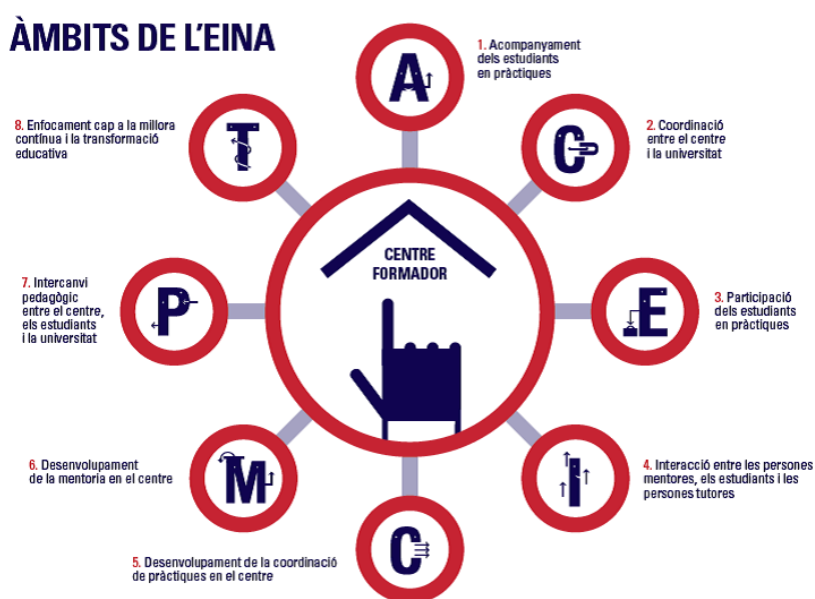 ÀMBITS DE L'EINA
A
1. Acompanyament
dels estudiants
en pràctiques
C
2. Coordinació
entre el centre
i la universitat
E
3. Participació
dels estudiants
en pràctiques
I
4. Interacció entre les persones
mentores, els estudiants i les
persones tutores
C
5. Desenvolupament de la coordinació
de pràctiques en el centre
M
6. Desenvolupament
de la mentoria en el centre
P
7. Intercanvi
pedagògic
entre el centre,
els estudiants
i la universitat
T
8. Enfocament cap a la millora
contínua i la transformació
educativa
CENTRE
FORMADOR